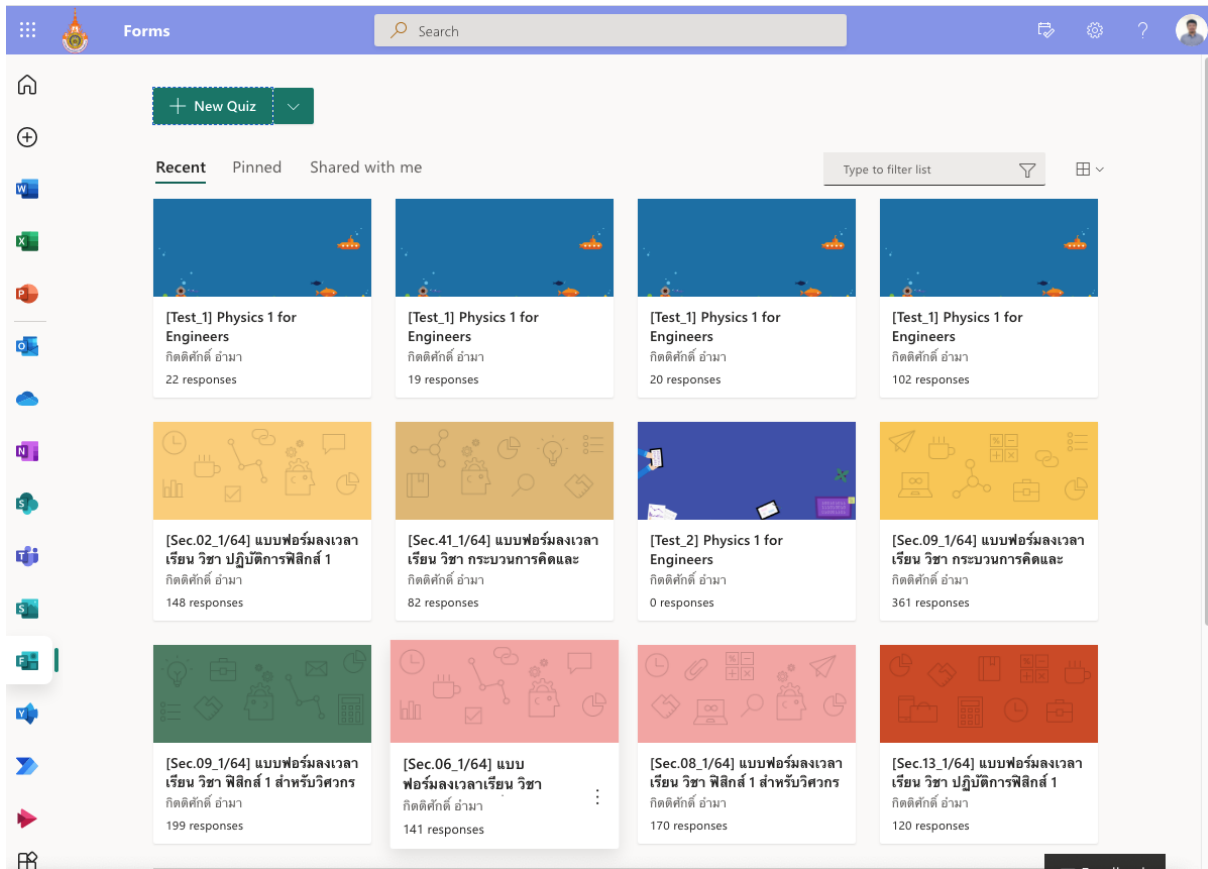 Forms
Search
New Quiz
Recent Pinned Shared with me
Type to filter list
[Test_1] Physics 1 for
Engineers
กิตติศักดิ์ อำมา
22 responses
[Test_1] Physics 1 for
Engineers
กิตติศักดิ์ อำมา
19 responses
[Test_1] Physics 1 for
Engineers
กิตติศักดิ์ อำมา
20 responses
[Test_1] Physics 1 for
Engineers
กิตติศักดิ์ อำมา
102 responses
[Sec.02_1/64] แบบฟอร์มลงเวลา
เรียน วิชา ปฏิบัติการฟิสิกส์ 1
กิตติศักดิ์ อำมา
148 responses
[Sec.41_1/64] แบบฟอร์มลงเวลา
เรียน วิชา กระบวนการคิดและ
กิตติศักดิ์ อำมา
82 responses
[Test_2] Physics 1 for
Engineers
กิตติศักดิ์ อำมา
0 responses
[Sec.09_1/64] แบบฟอร์มลงเวลา
เรียน วิชา กระบวนการคิดและ
กิตติศักดิ์ อำมา
361 responses
[Sec.09_1/64] แบบฟอร์มลงเวลา
เรียน วิชา ฟิสิกส์ 1 สำหรับวิศวกร
กิตติศักดิ์ อำมา
199 responses
[Sec.06_1/64] แบบ
ฟอร์มลงเวลาเรียน วิชา
กิตติศักดิ์ อำมา
141 responses
[Sec.08_1/64] แบบฟอร์มลงเวลา
เรียน วิชา ฟิสิกส์ 1 สำหรับวิศวกร
กิตติศักดิ์ อำมา
170 responses
[Sec.13_1/64] แบบฟอร์มลงเวลา
เรียน วิชา ปฏิบัติการฟิสิกส์ 1
กิตติศักดิ์ อำมา
120 responses